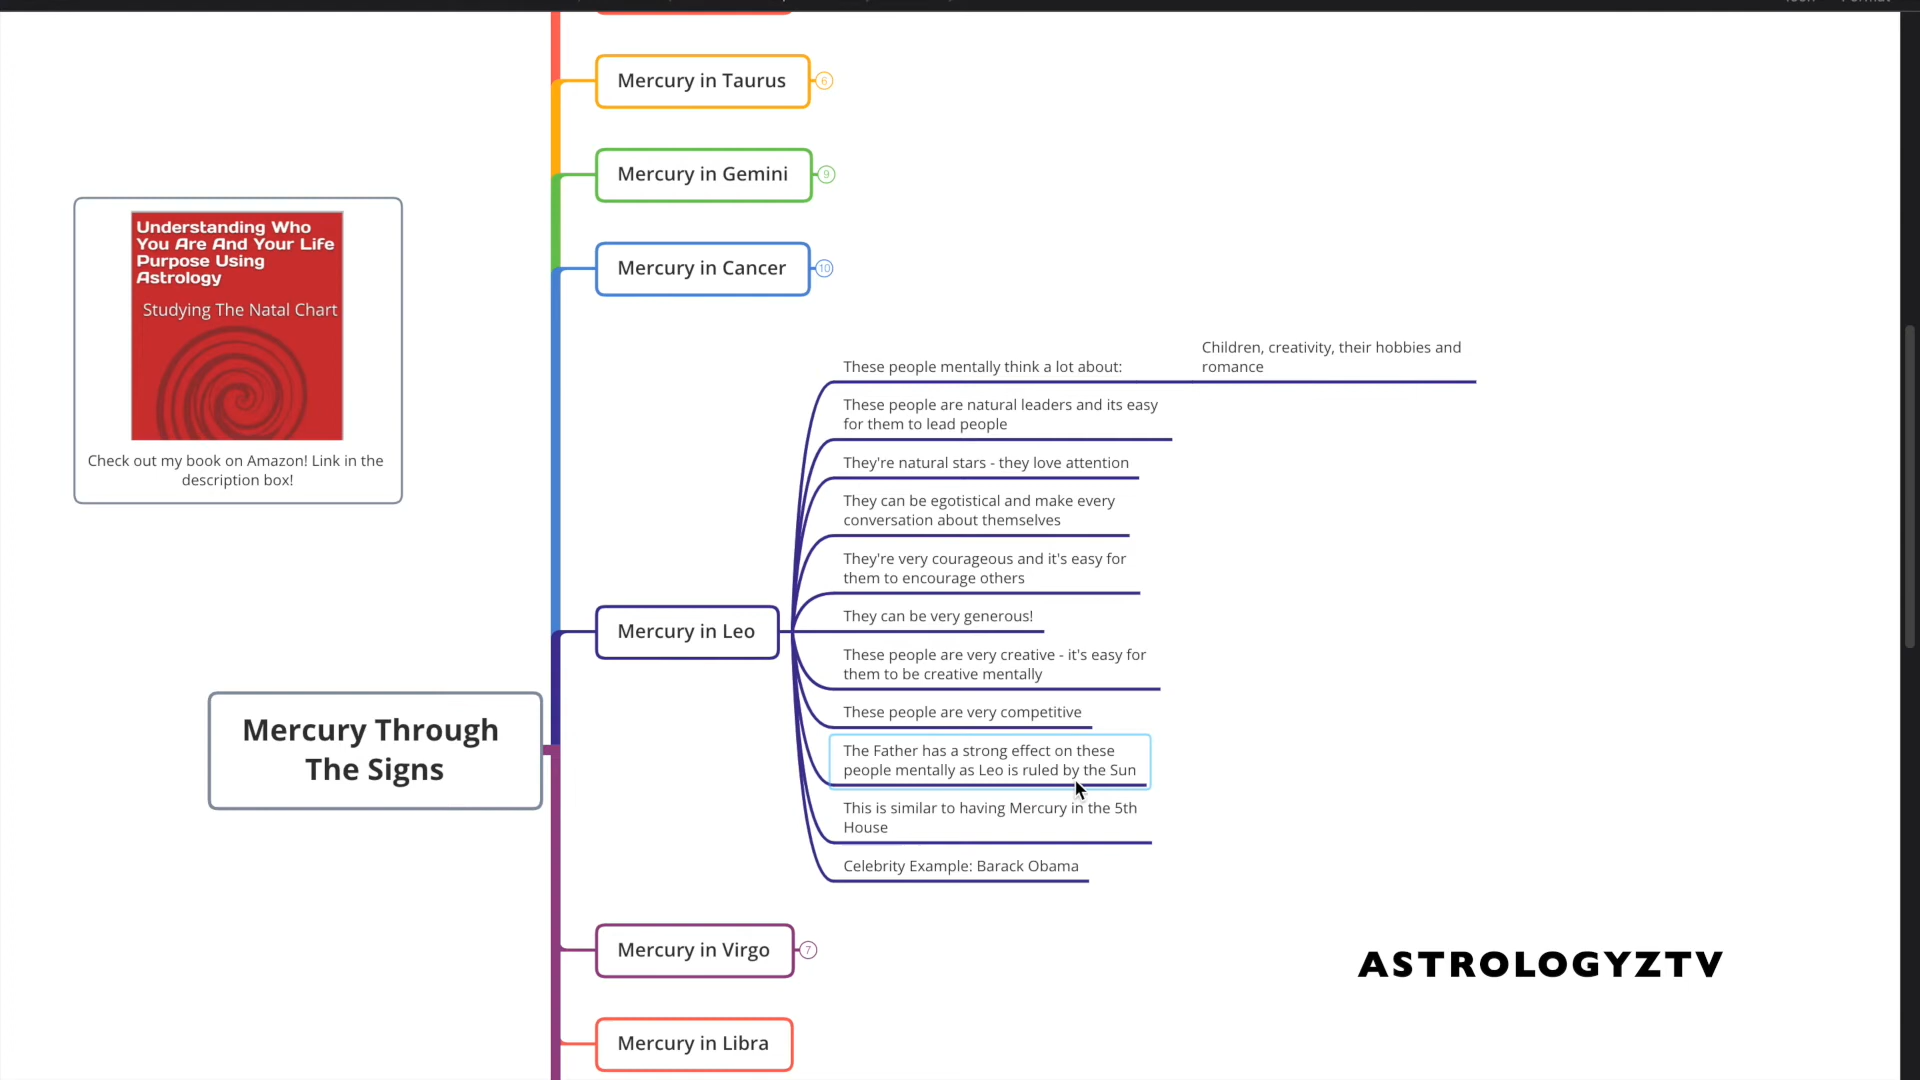 Mercury in Taurus
6
Mercury in Gemini
9
Mercury in Cancer
10
Understanding Who
You Are And Your Life
Purpose Using
Astrology
Studying The Natal Chart
Check out my book on Amazon! Link in the
description box!
Mercury Through
The Signs
Mercury in Leo
These people mentally think a lot about:
Children, creativity, their hobbies and
romance
These people are natural leaders and its easy
for them to lead people
They're natural stars - they love attention
They can be egotistical and make every
conversation about themselves
They're very courageous and it's easy for
them to encourage others
They can be very generous!
These people are very creative - it's easy for
them to be creative mentally
These people are very competitive
The Father has a strong effect on these
people mentally as Leo is ruled by the Sun
This is similar to having Mercury in the 5th
House
Celebrity Example: Barack Obama
Mercury in Virgo
7
Mercury in Libra
ASTROLOGYZTV